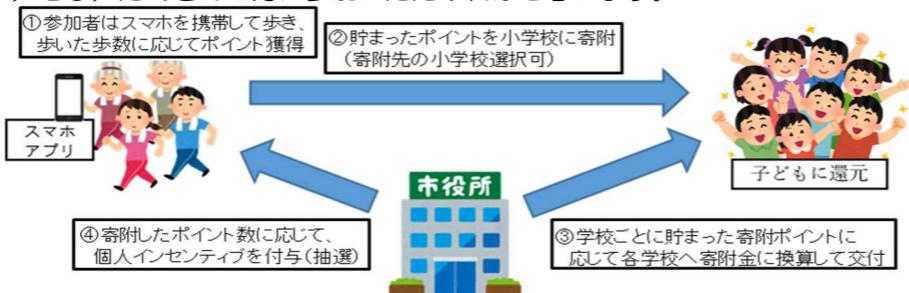 ①参加者はスマホを携帯して歩き、
歩いた歩数に応じてポイント獲得
②貯まったポイントを小学校に寄附
（寄附先の小学校選択可）
スマホ
アプリ
子どもに還元
市役所
④寄附したポイント数に応じて、
個人インセンティブを付与（抽選）
③学校ごとに貯まった寄附ポイントに
応じて各学校へ寄附金に換算して交付